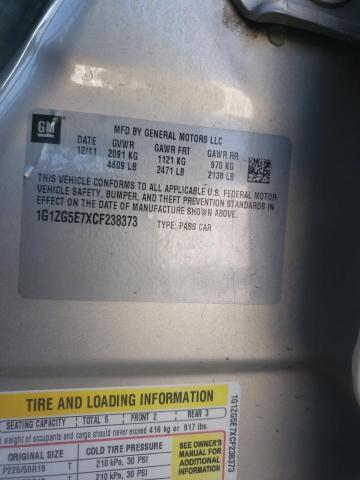 GM
MFD BY GENERAL MOTORS LLC
DATE GVWR GAWR FRT GAWR RR
12/11 2091 KG 1121 KG 970 KG
4609 LB 2471 LB 2138 LB
THIS VEHICLE CONFORMS TO ALL APPLICABLE U.S. FEDERAL MOTOR
VEHICLE SAFETY, BUMPER, AND THEFT PREVENTION STANDARDS
IN EFFECT ON THE DATE OF MANUFACTURE SHOWN ABOVE.
1G1ZG5E7XCF238373 TYPE: PASS CAR
TIRE AND LOADING INFORMATION
SEATING CAPACITY TOTAL 5 FRONT 2 REAR 3
weight of occupants and cargo should never exceed 416 kg or 917 lbs.
ORIGINAL SIZE COLD TIRE PRESSURE
P225/50R18 T 210 kPa, 30 PSI
T 210 kPa, 30 PSI
SEE OWNER'S
MANUAL FOR
ADDITIONAL
INFORMATION
1G1ZG5E7XCF238373